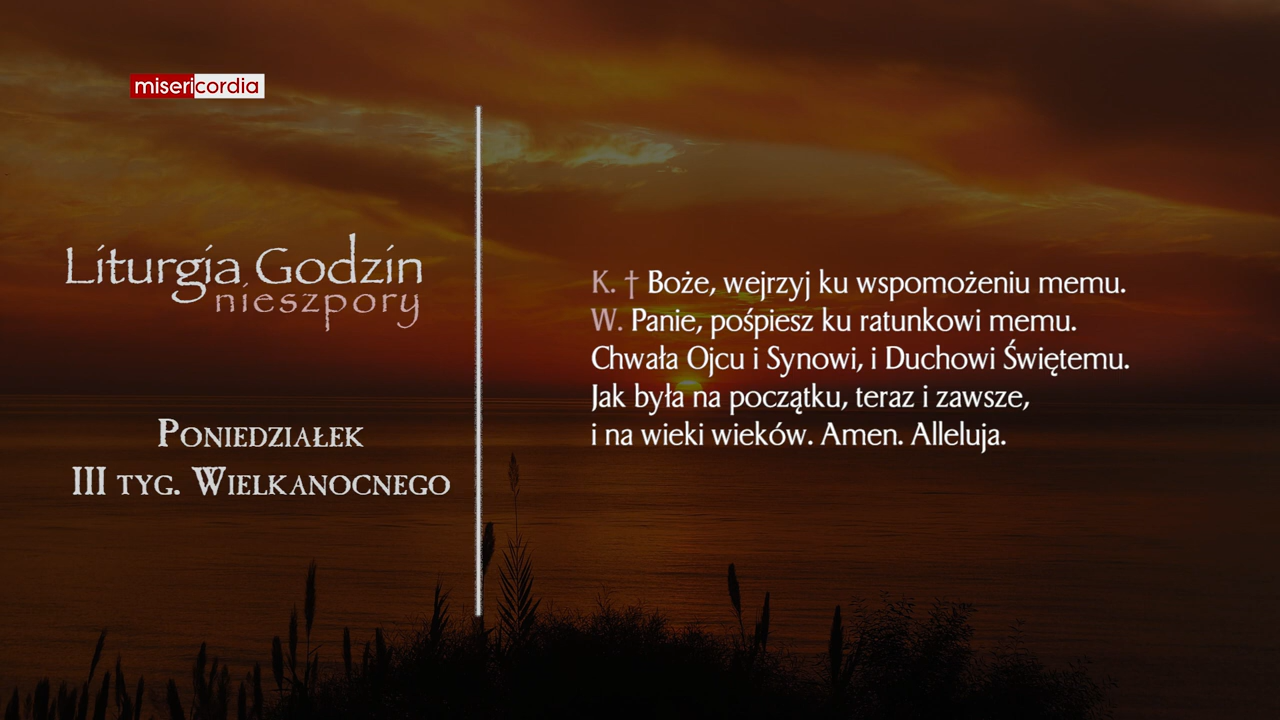 misericordia
Liturgia Godzin
nieszpory
Poniedziałek
III tyg. Wielkanocnego
K. † Boże, wejrzyj ku wspomożeniu memu.
W. Panie, pośpiesz ku ratunkowi memu.
Chwała Ojcu i Synowi, i Duchowi Świętemu.
Jak była na początku, teraz i zawsze,
i na wieki wieków. Amen. Alleluja.